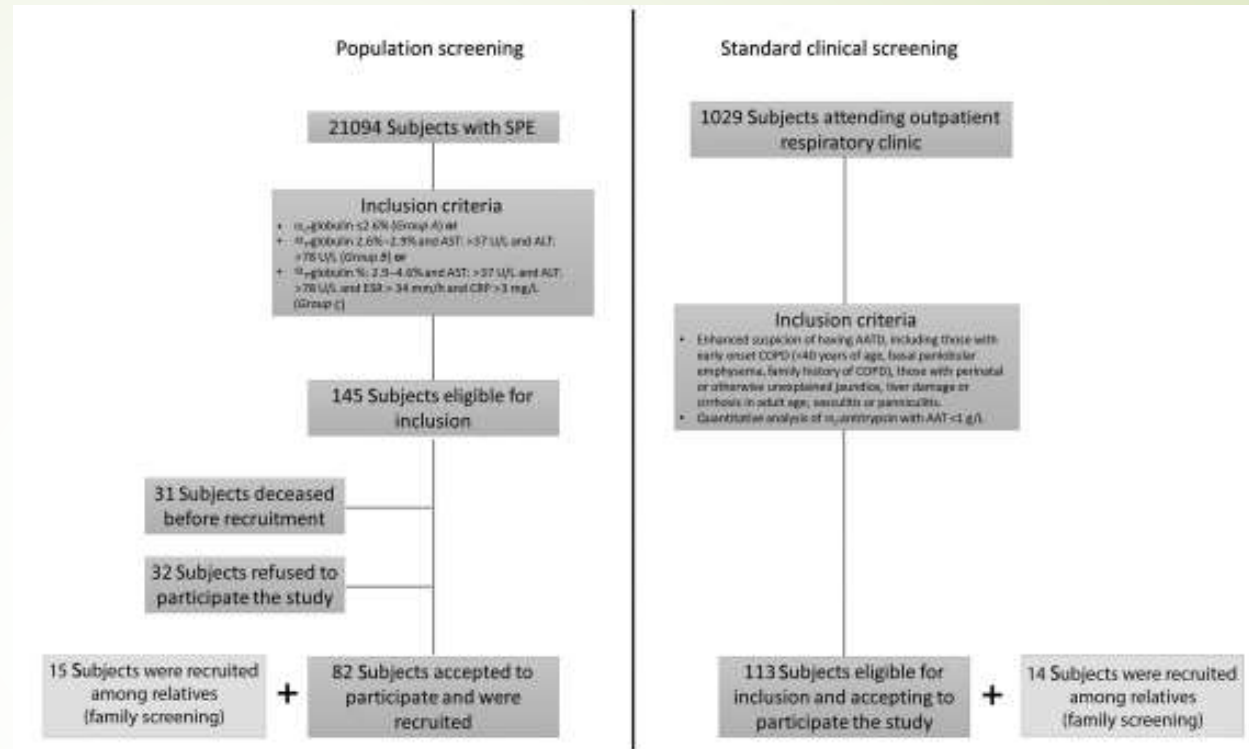 Population screening
21094 Subjects with SPE
Inclusion criteria
• α₁-globulin ≤2.6% (Group A) or
• α₁-globulin 2.6%–2.9% and AST: >37 U/L and ALT:
>78 U/L (Group B) or
• α₁-globulin %: 2.9–4.6% and AST: >37 U/L and ALT:
>78 U/L and ESR > 34 mm/h and CRP >3 mg/L
(Group C)
145 Subjects eligible for
inclusion
31 Subjects deceased
before recruitment
32 Subjects refused to
participate the study
15 Subjects were recruited
among relatives
(family screening)
+
82 Subjects accepted to
participate and were
recruited
Standard clinical screening
1029 Subjects attending outpatient
respiratory clinic
Inclusion criteria
• Enhanced suspicion of having AATD, including those with
early onset COPD (<40 years of age, basal panlobular
emphysema, family history of COPD), those with perinatal
or otherwise unexplained jaundice, liver damage or
cirrhosis in adult age, vasculitis or panniculitis.
• Quantitative analysis of α₁-antitrypsin with AAT <1 g/L
113 Subjects eligible for
inclusion and accepting to
participate the study
+
14 Subjects were recruited
among relatives
(family screening)